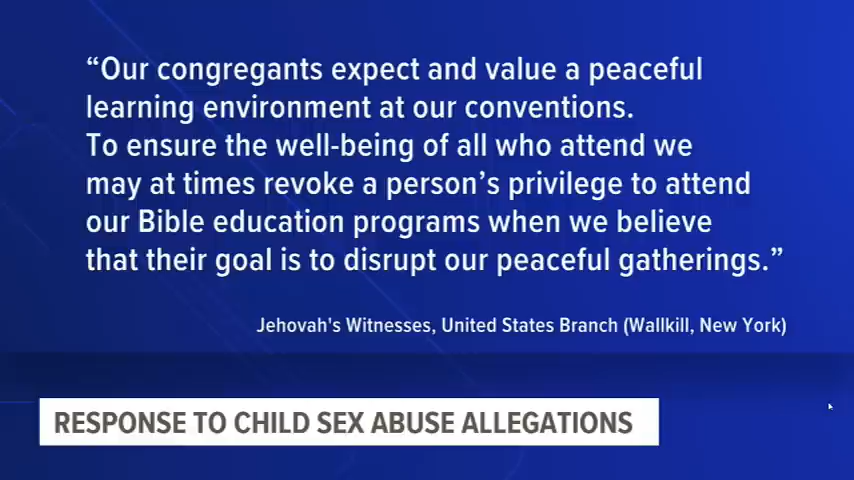 “Our congregants expect and value a peaceful
learning environment at our conventions.
To ensure the well-being of all who attend we
may at times revoke a person’s privilege to attend
our Bible education programs when we believe
that their goal is to disrupt our peaceful gatherings.”
Jehovah's Witnesses, United States Branch (Wallkill, New York)
RESPONSE TO CHILD SEX ABUSE ALLEGATIONS